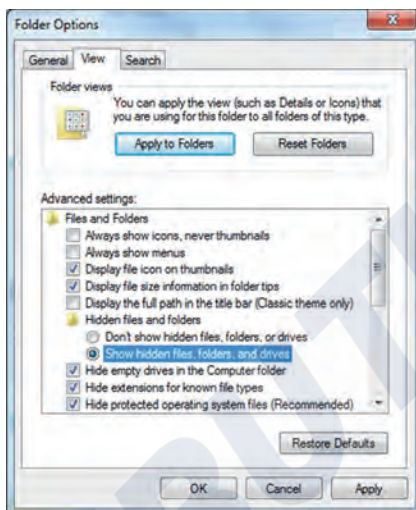 Folder Options
X
General View Search
Folder views
You can apply the view (such as Details or Icons) that
you are using for this folder to all folders of this type.
Apply to Folders Reset Folders
Advanced settings:
Files and Folders
Always show icons, never thumbnails
Always show menus
Display file icon on thumbnails
Display file size information in folder tips
Display the full path in the title bar (Classic theme only)
Hidden files and folders
Don't show hidden files, folders, or drives
Show hidden files, folders, and drives
Hide empty drives in the Computer folder
Hide extensions for known file types
Hide protected operating system files (Recommended)
Restore Defaults
OK Cancel Apply